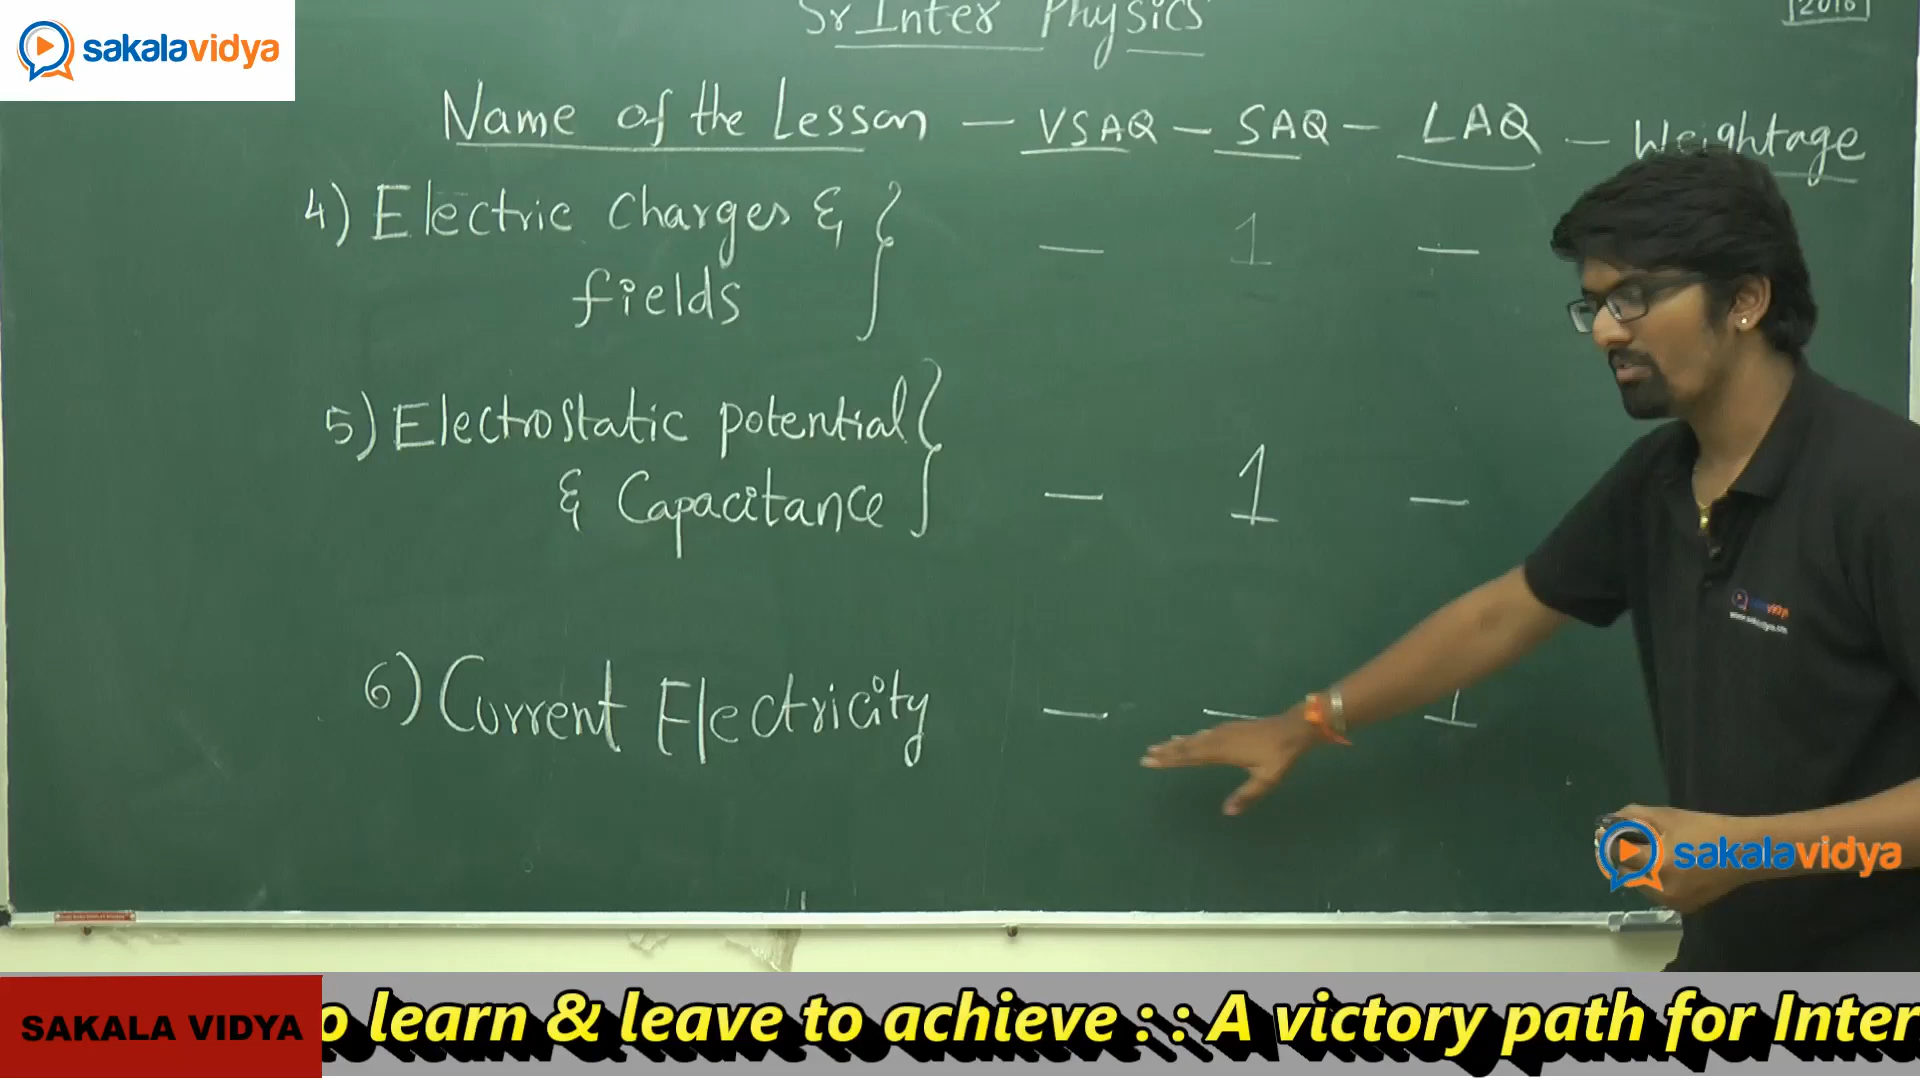 sakalavidya
Sr Inter Physics
2016
Name of the Lesson — VSAQ — SAQ — LAQ — Weightage
4) Electric Charges & — 1 —
fields
5) Electrostatic potential
& Capacitance — 1 —
6) Current Electricity — — 1
sakalavidya
SAKALA VIDYA
o learn & leave to achieve : : A victory path for Inter